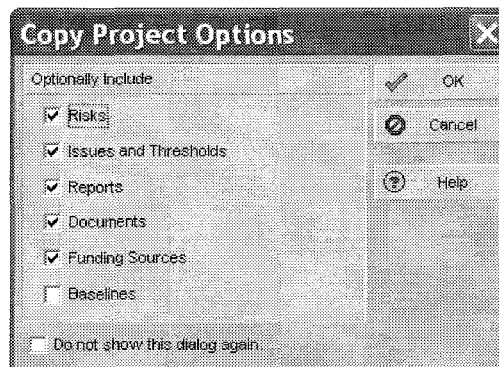 Copy Project Options
Optionally Include
Risks
Issues and Thresholds
Reports
Documents
Funding Sources
Baselines
Do not show this dialog again
OK
Cancel
Help